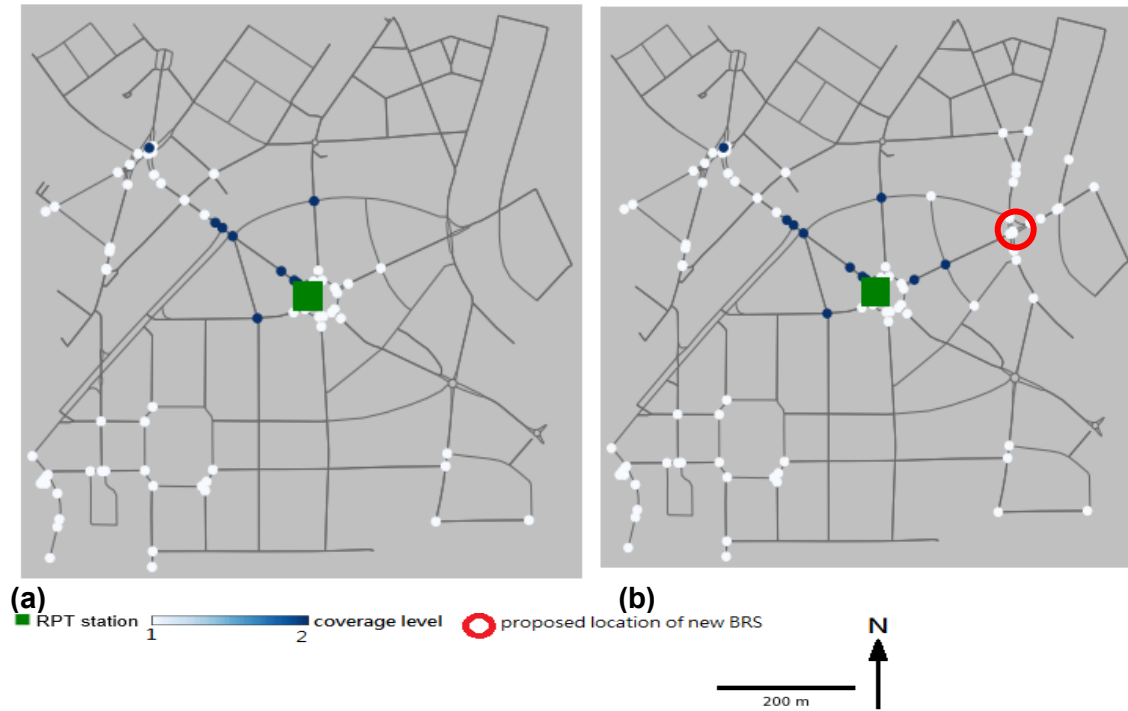 (a)
(b)
RPT station
1
2
coverage level
proposed location of new BRS
N
200 m